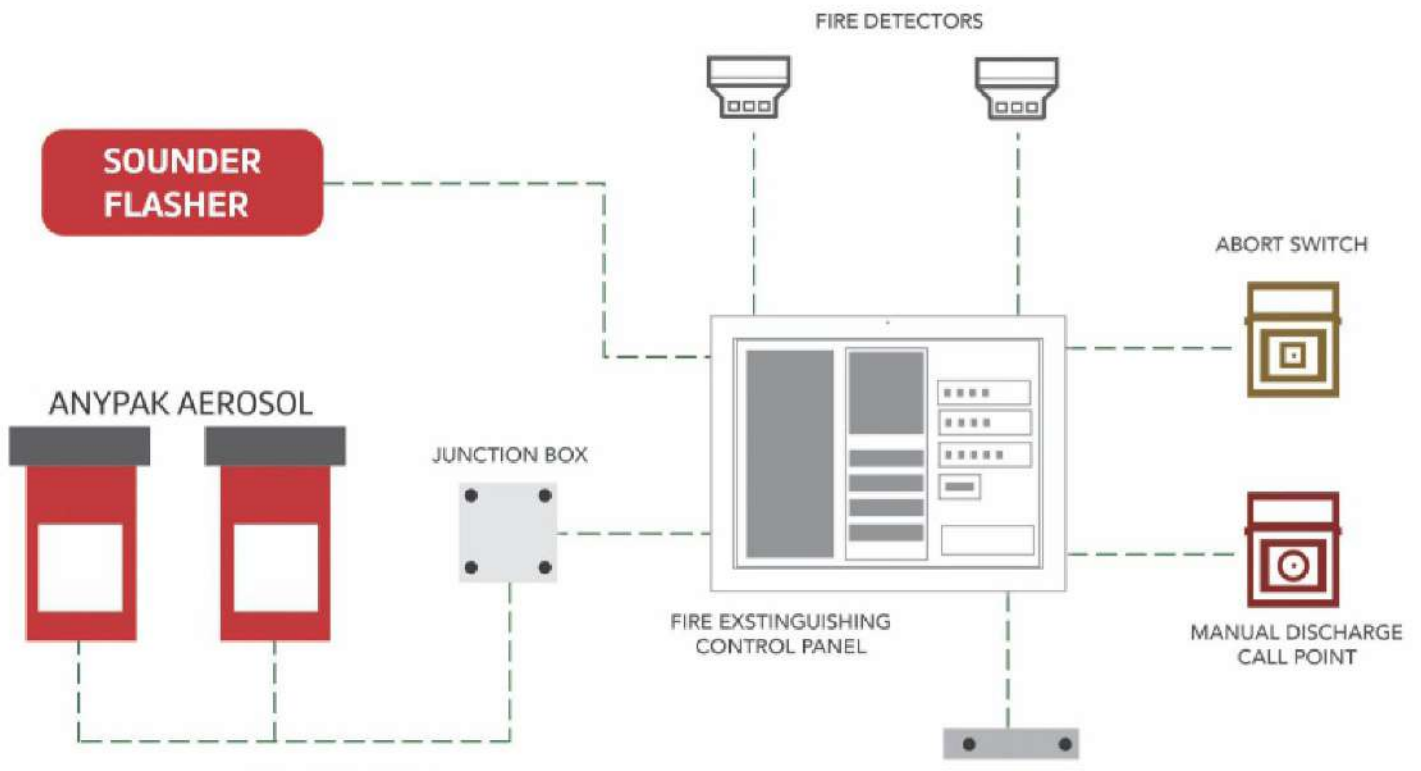 FIRE DETECTORS
SOUNDER
FLASHER
ABORT SWITCH
ANYPAK AEROSOL
JUNCTION BOX
FIRE EXSTINGUISHING
CONTROL PANEL
MANUAL DISCHARGE
CALL POINT